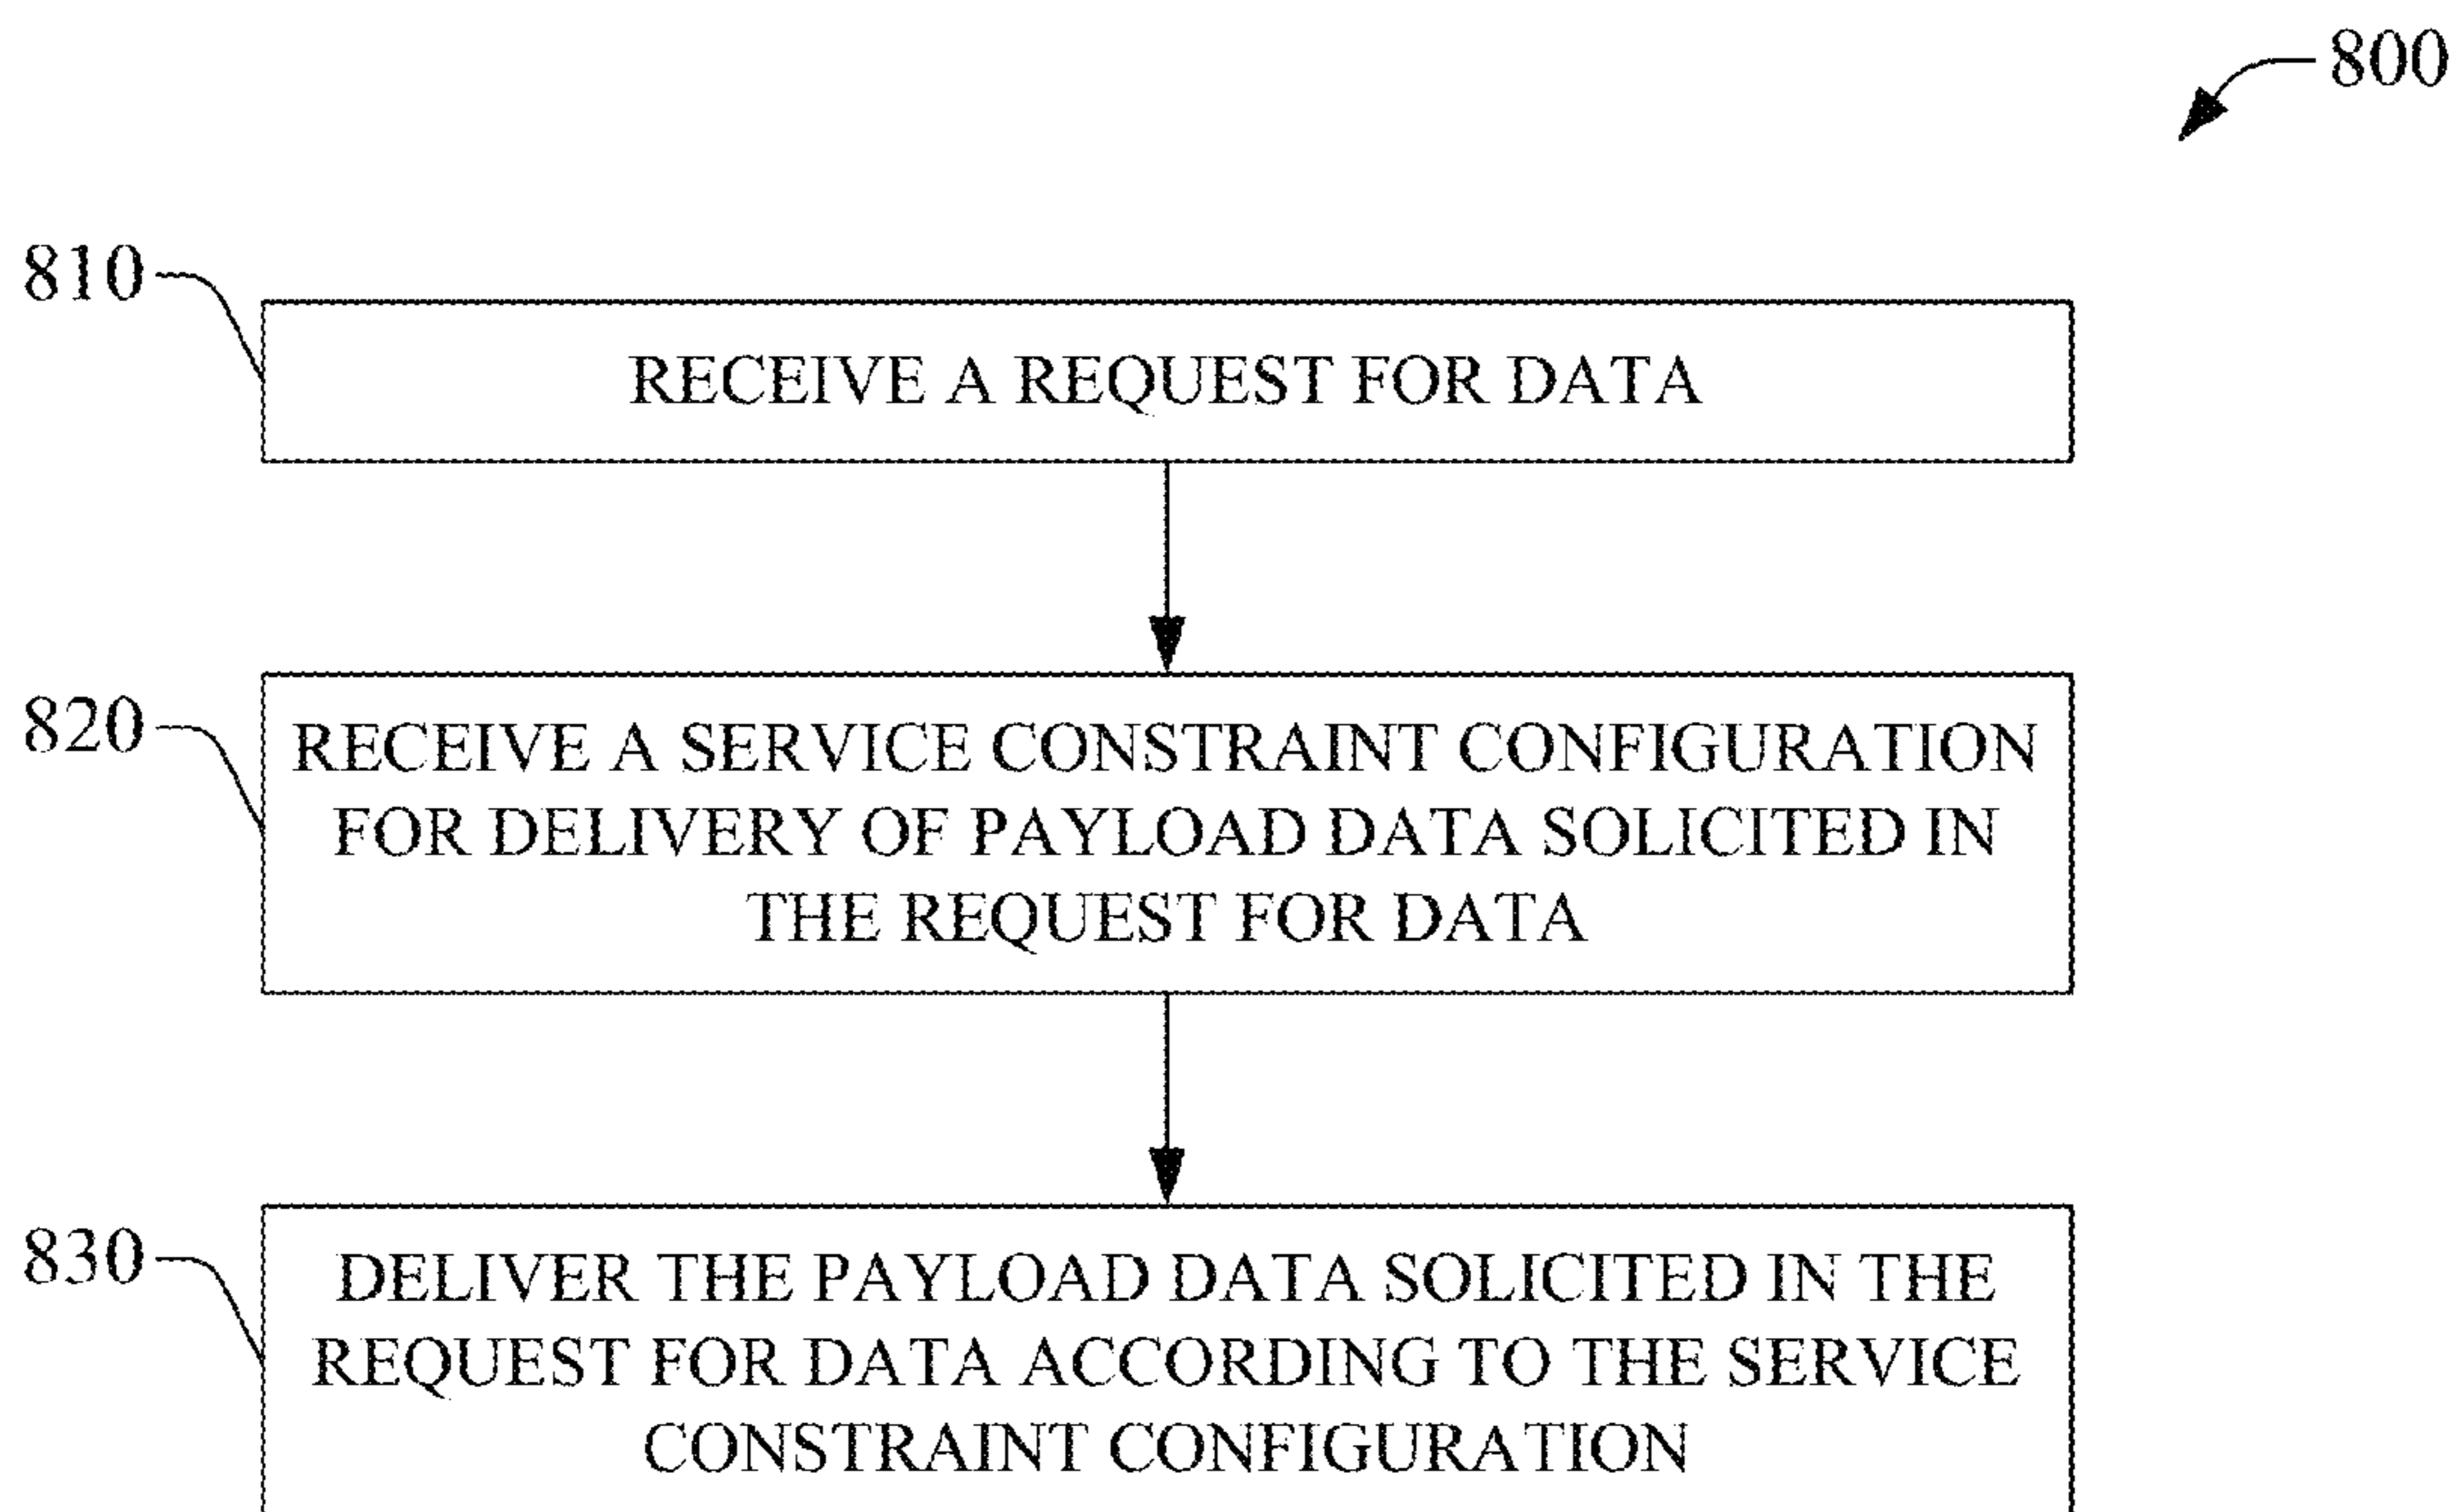 800
810
RECEIVE A REQUEST FOR DATA
820
RECEIVE A SERVICE CONSTRAINT CONFIGURATION
FOR DELIVERY OF PAYLOAD DATA SOLICITED IN
THE REQUEST FOR DATA
830
DELIVER THE PAYLOAD DATA SOLICITED IN THE
REQUEST FOR DATA ACCORDING TO THE SERVICE
CONSTRAINT CONFIGURATION